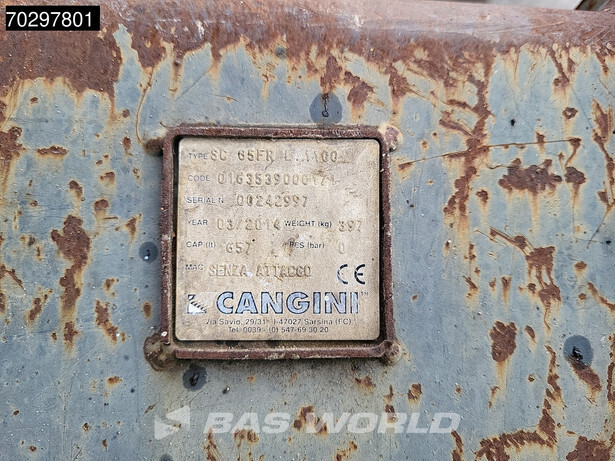 70297801
TYPE SC 65FR
CODE
SERIAL N 00242997
YEAR 03/2014 WEIGHT (kg) 397
CAP (lt) 657 PRES (bar) 0
MAC SENZA ATTACCO CE
CANGINI
Via Savio, 29/31 - I-47027 Sarsina (FC)
Tel. 0039 - (0) 547-69 30 20
BAS WORLD